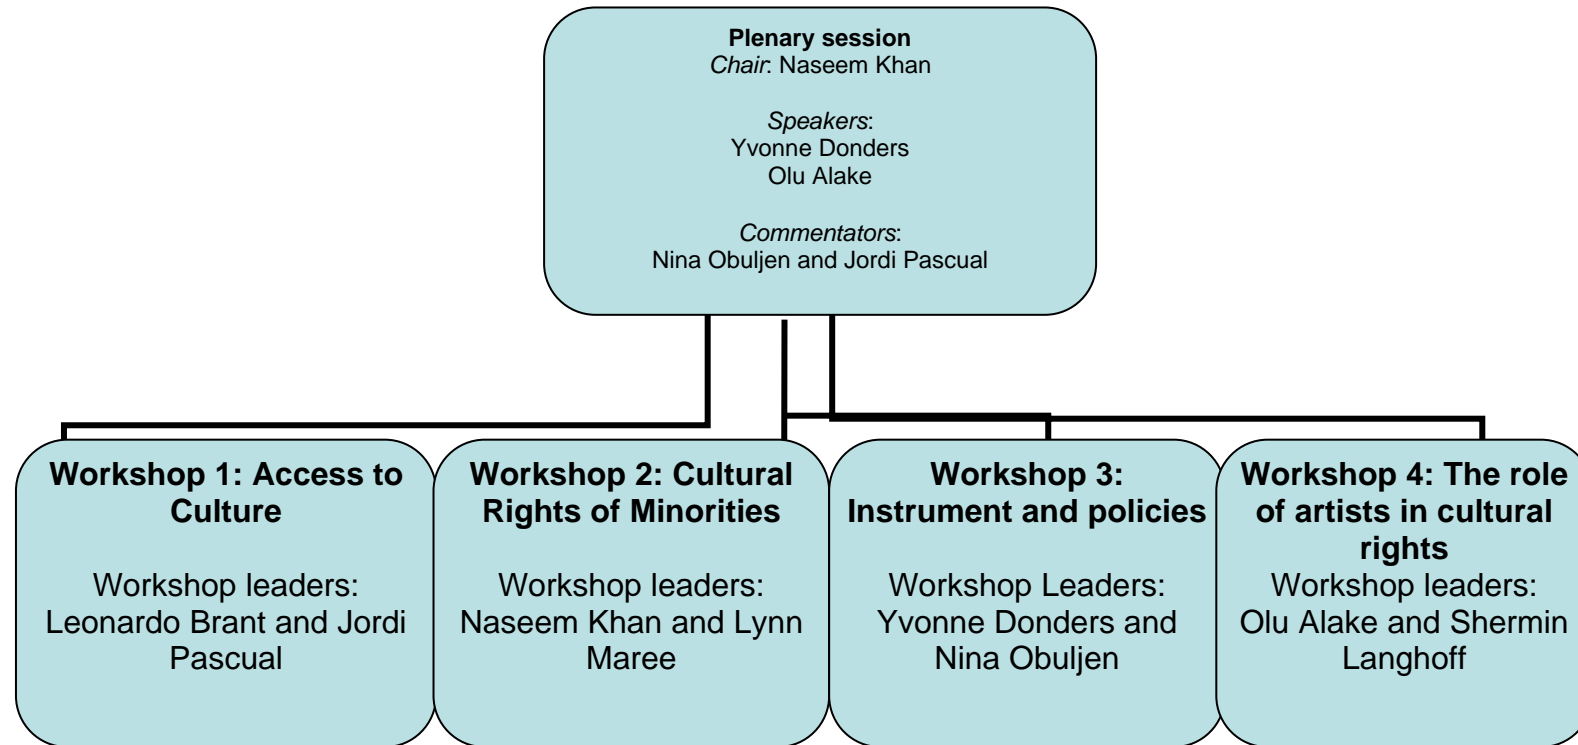 Plenary session
Chair: Naseem Khan
Speakers:
Yvonne Donders
Olu Alake
Commentators:
Nina Obuljen and Jordi Pascual
Workshop 1: Access to
Culture
Workshop leaders:
Leonardo Brant and Jordi
Pascual
Workshop 2: Cultural
Rights of Minorities
Workshop leaders:
Naseem Khan and Lynn
Maree
Workshop 3:
Instrument and policies
Workshop Leaders:
Yvonne Donders and
Nina Obuljen
Workshop 4: The role
of artists in cultural
rights
Workshop leaders:
Olu Alake and Shermin
Langhoff